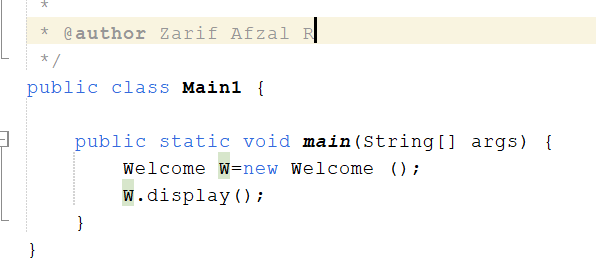 *
* @author Zarif Afzal R
*/
public class Main1 {
public static void main(String[] args) {
Welcome W=new Welcome ();
W.display();
}
}